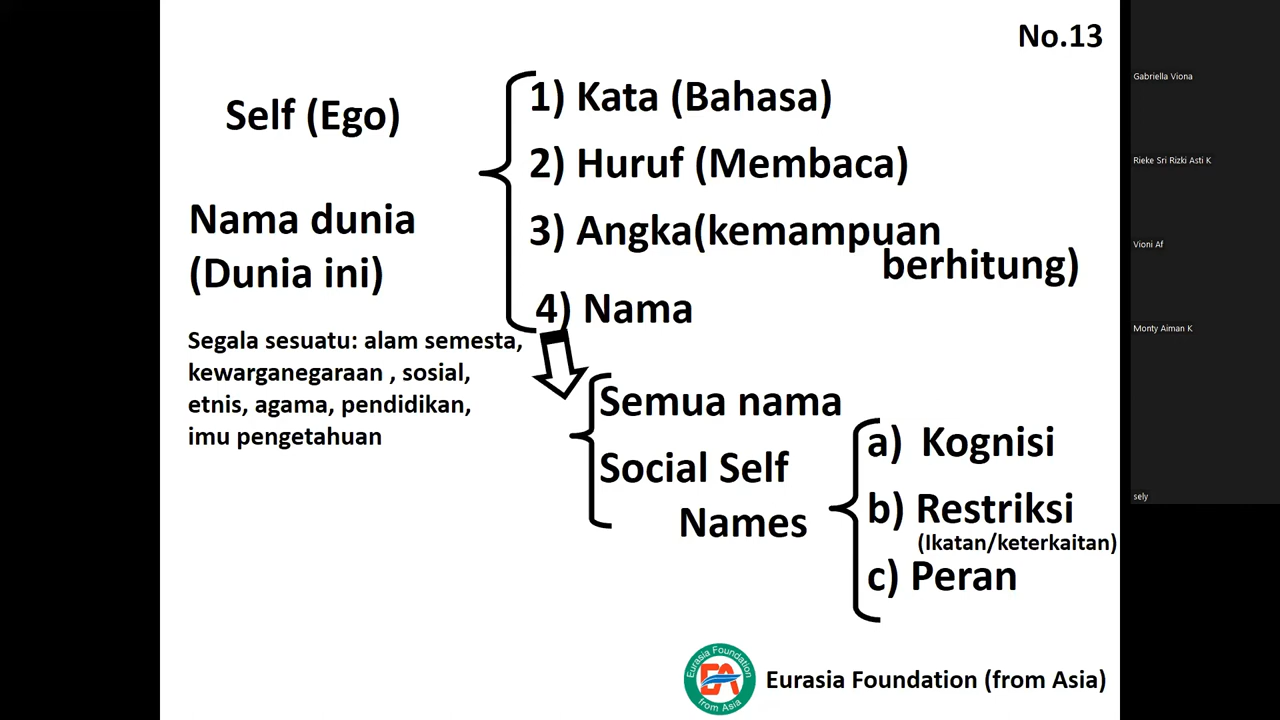 No.13
Self (Ego)
Nama dunia
(Dunia ini)
Segala sesuatu: alam semesta,
kewarganegaraan , sosial,
etnis, agama, pendidikan,
imu pengetahuan
1) Kata (Bahasa)
2) Huruf (Membaca)
3) Angka(kemampuan
berhitung)
4) Nama
Semua nama
Social Self
Names
a) Kognisi
b) Restriksi
(Ikatan/keterkaitan)
c) Peran
Eurasia Foundation
EA
from Asia
Eurasia Foundation (from Asia)
Gabriella Viona
Rieke Sri Rizki Asti K
Vioni Af
Monty Aiman K
sely